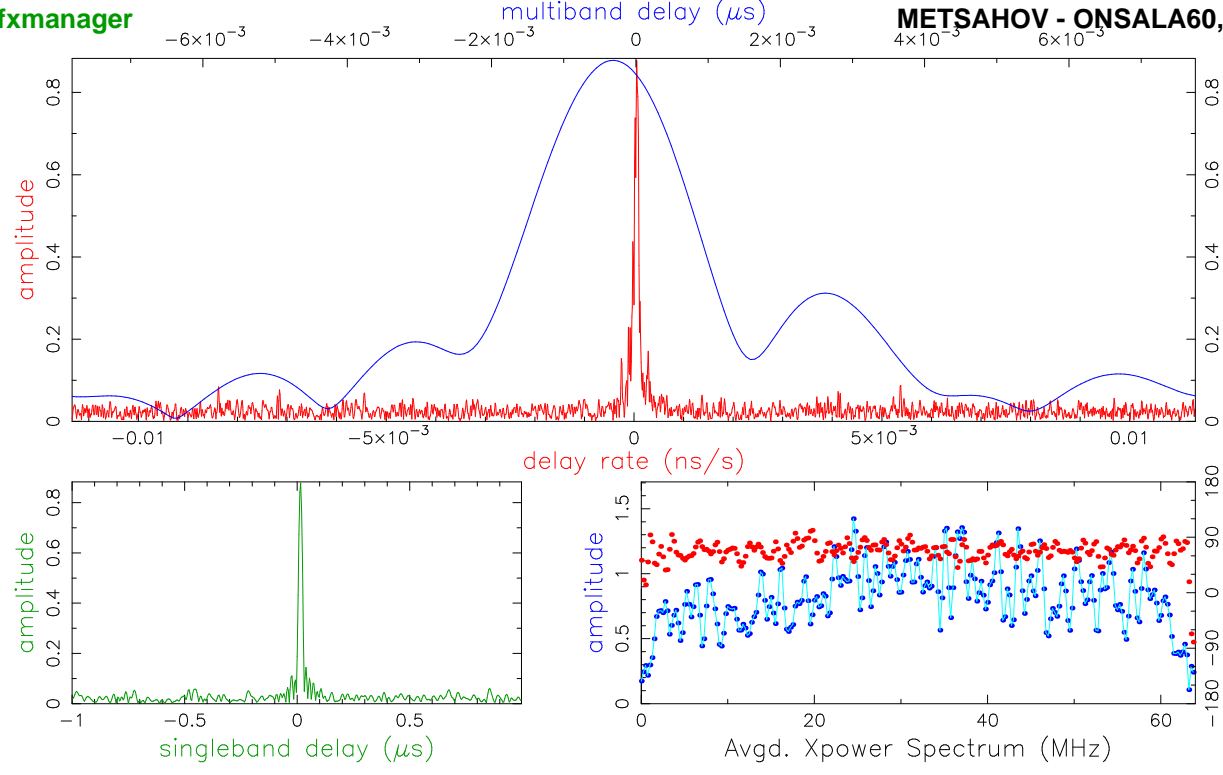 fxmanager
multiband delay (μs)
METSAHOV - ONSALA60,
−6×10⁻³ −4×10⁻³ −2×10⁻³ 0 2×10⁻³ 4×10⁻³ 6×10⁻³
amplitude
0 0.2 0.4 0.6 0.8
0 0.2 0.4 0.6 0.8
−0.01 −5×10⁻³ 0 5×10⁻³ 0.01
delay rate (ns/s)
amplitude
0 0.2 0.4 0.6 0.8
−1 −0.5 0 0.5
singleband delay (μs)
amplitude
0 0.5 1 1.5
−180 −90 0 90 180
0 20 40 60
Avgd. Xpower Spectrum (MHz)